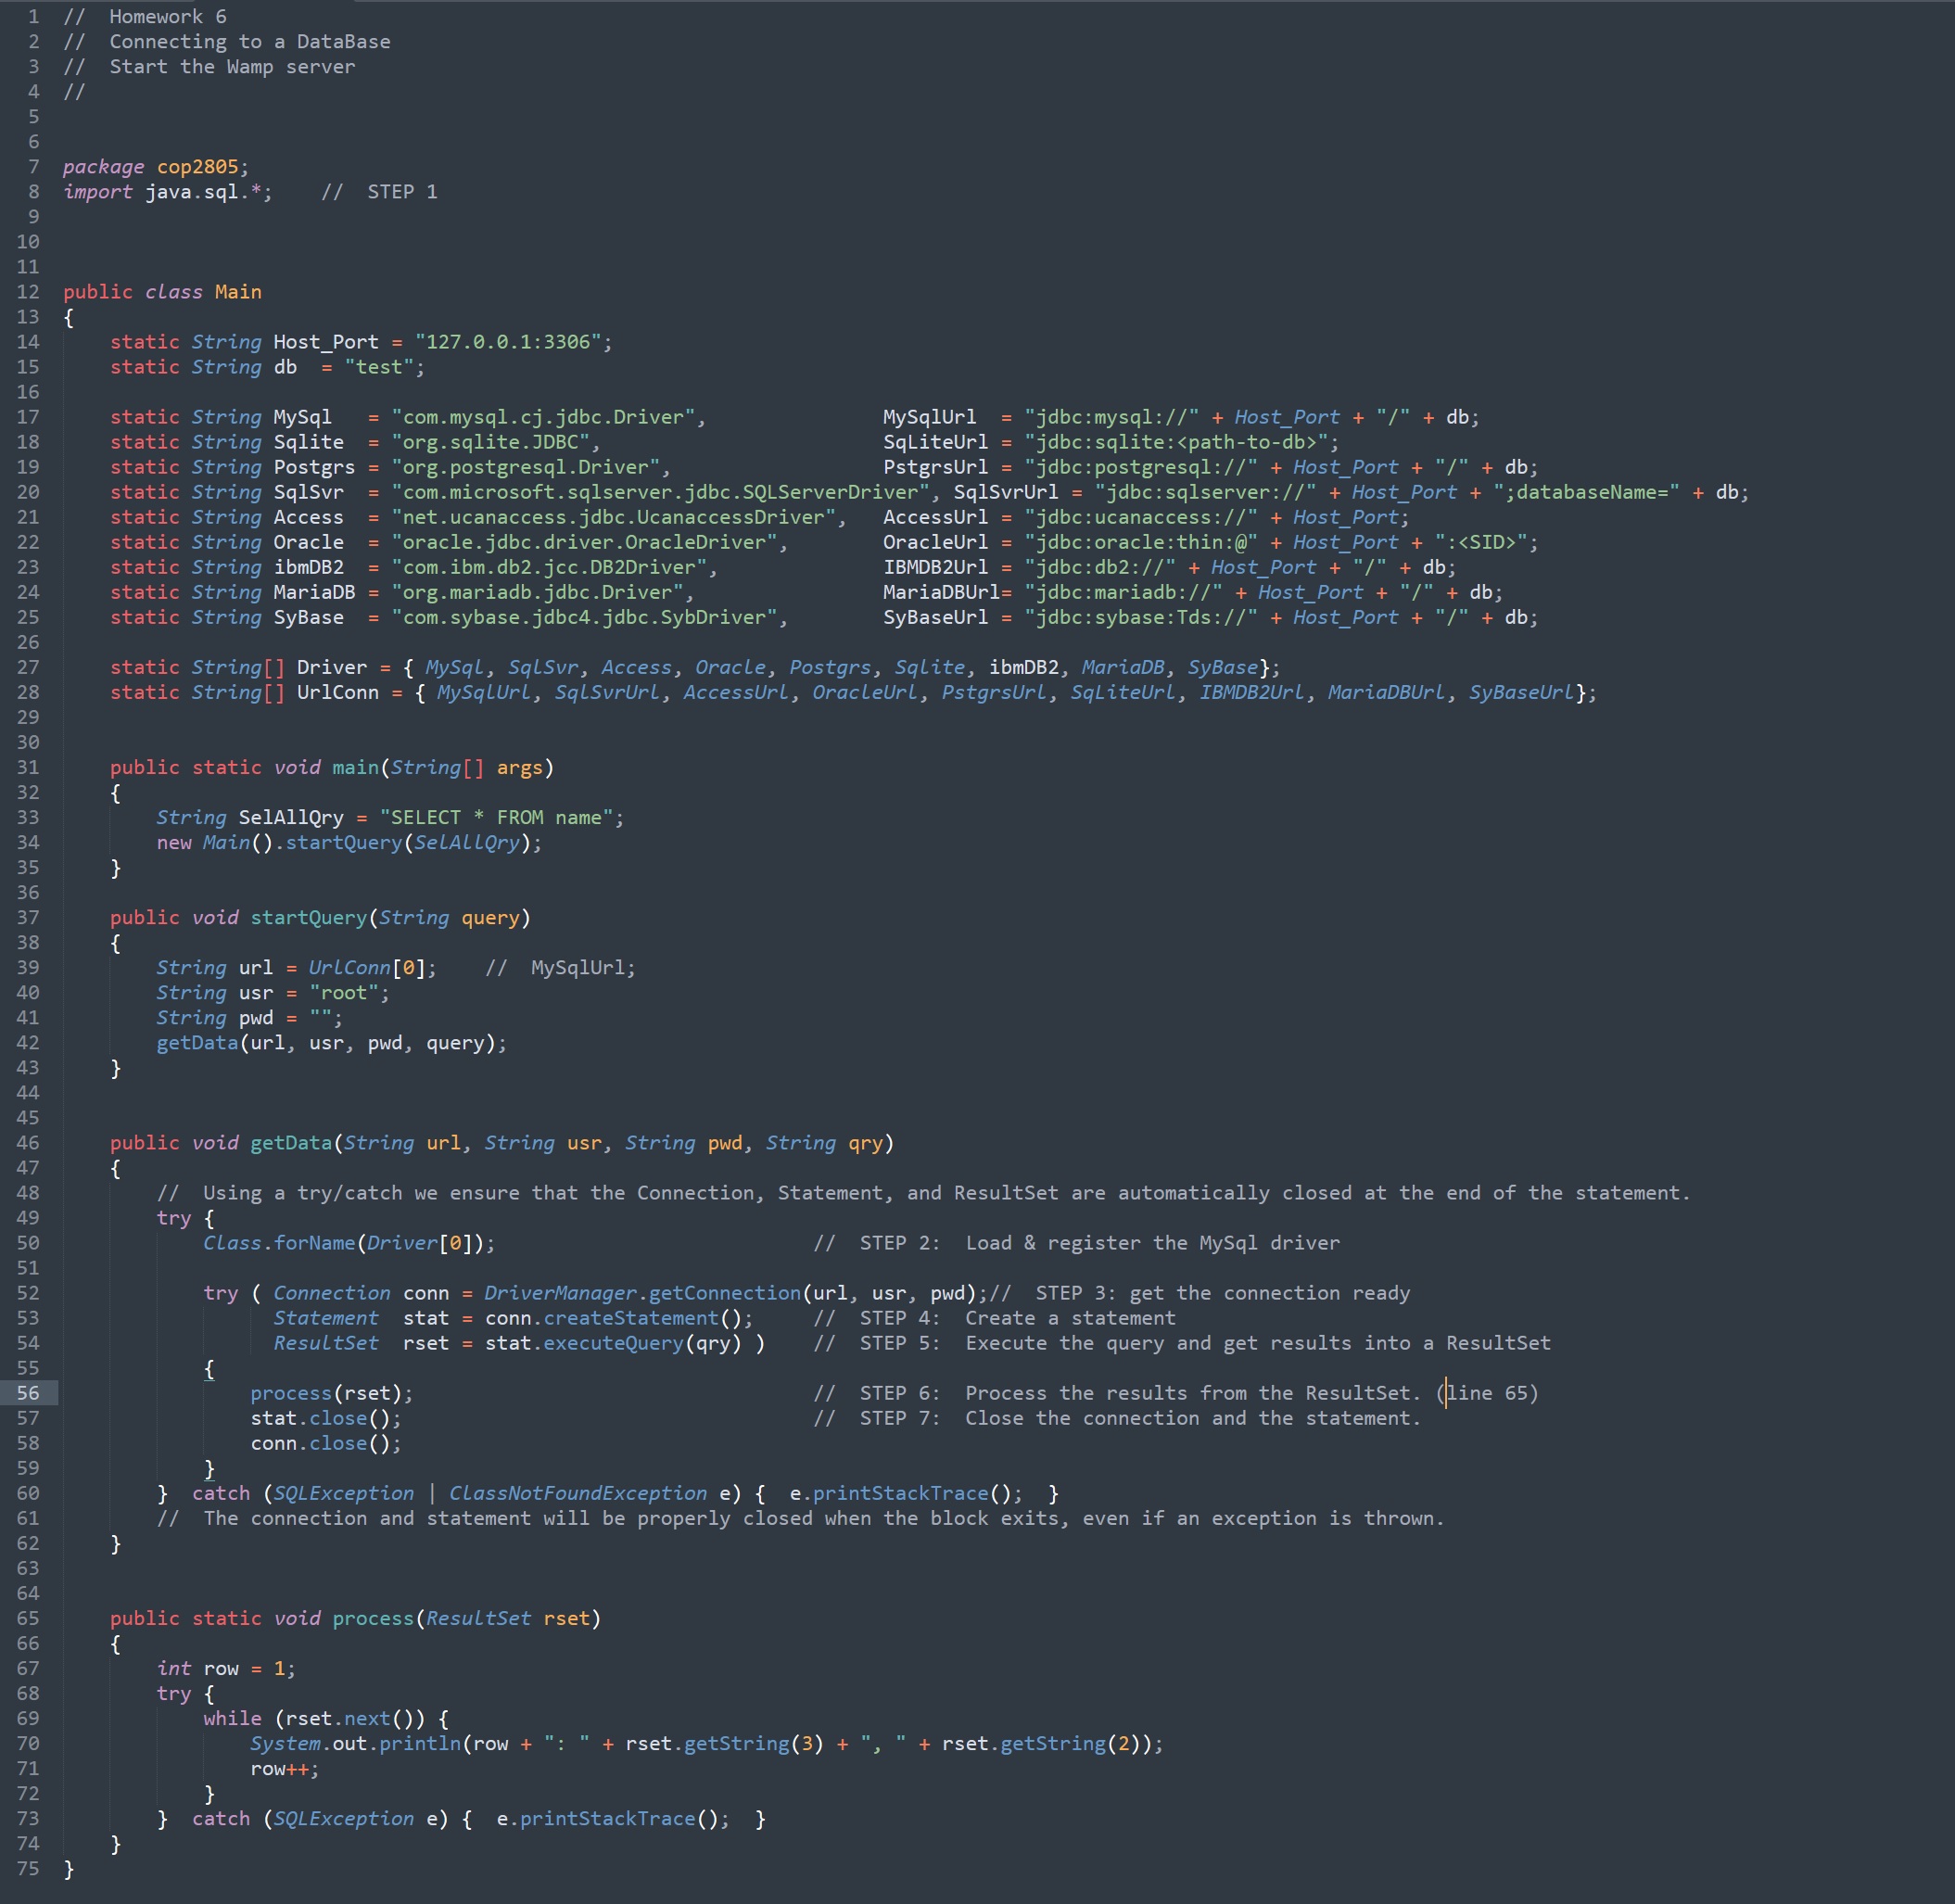 1 //  Homework 6
2 //  Connecting to a DataBase
3 //  Start the Wamp server
4 //
5
6
7 package cop2805;
8 import java.sql.*;    //  STEP 1
9
10
11
12 public class Main
13 {
14     static String Host_Port = "127.0.0.1:3306";
15     static String db  = "test";
16
17     static String MySql   = "com.mysql.cj.jdbc.Driver",               MySqlUrl  = "jdbc:mysql://" + Host_Port + "/" + db;
18     static String Sqlite  = "org.sqlite.JDBC",                        SqLiteUrl = "jdbc:sqlite:<path-to-db>";
19     static String Postgrs = "org.postgresql.Driver",                  PstgrsUrl = "jdbc:postgresql://" + Host_Port + "/" + db;
20     static String SqlSvr  = "com.microsoft.sqlserver.jdbc.SQLServerDriver", SqlSvrUrl = "jdbc:sqlserver://" + Host_Port + ";databaseName=" + db;
21     static String Access  = "net.ucanaccess.jdbc.UcanaccessDriver",   AccessUrl = "jdbc:ucanaccess://" + Host_Port;
22     static String Oracle  = "oracle.jdbc.driver.OracleDriver",        OracleUrl = "jdbc:oracle:thin:@" + Host_Port + ":<SID>";
23     static String ibmDB2  = "com.ibm.db2.jcc.DB2Driver",              IBMDB2Url = "jdbc:db2://" + Host_Port + "/" + db;
24     static String MariaDB = "org.mariadb.jdbc.Driver",                MariaDBUrl= "jdbc:mariadb://" + Host_Port + "/" + db;
25     static String SyBase  = "com.sybase.jdbc4.jdbc.SybDriver",        SyBaseUrl = "jdbc:sybase:Tds://" + Host_Port + "/" + db;
26
27     static String[] Driver = { MySql, SqlSvr, Access, Oracle, Postgrs, Sqlite, ibmDB2, MariaDB, SyBase};
28     static String[] UrlConn = { MySqlUrl, SqlSvrUrl, AccessUrl, OracleUrl, PstgrsUrl, SqLiteUrl, IBMDB2Url, MariaDBUrl, SyBaseUrl};
29
30
31     public static void main(String[] args)
32     {
33         String SelAllQry = "SELECT * FROM name";
34         new Main().startQuery(SelAllQry);
35     }
36
37     public void startQuery(String query)
38     {
39         String url = UrlConn[0];    //  MySqlUrl;
40         String usr = "root";
41         String pwd = "";
42         getData(url, usr, pwd, query);
43     }
44
45
46     public void getData(String url, String usr, String pwd, String qry)
47     {
48         //  Using a try/catch we ensure that the Connection, Statement, and ResultSet are automatically closed at the end of the statement.
49         try {
50             Class.forName(Driver[0]);                           //  STEP 2:  Load & register the MySql driver
51
52             try ( Connection conn = DriverManager.getConnection(url, usr, pwd);//  STEP 3: get the connection ready
53                   Statement  stat = conn.createStatement();     //  STEP 4:  Create a statement
54                   ResultSet  rset = stat.executeQuery(qry) )    //  STEP 5:  Execute the query and get results into a ResultSet
55             {
56                 process(rset);                                  //  STEP 6:  Process the results from the ResultSet. (line 65)
57                 stat.close();                                   //  STEP 7:  Close the connection and the statement.
58                 conn.close();
59             }
60         }  catch (SQLException | ClassNotFoundException e) {  e.printStackTrace();  }
61         //  The connection and statement will be properly closed when the block exits, even if an exception is thrown.
62     }
63
64
65     public static void process(ResultSet rset)
66     {
67         int row = 1;
68         try {
69             while (rset.next()) {
70                 System.out.println(row + ": " + rset.getString(3) + ", " + rset.getString(2));
71                 row++;
72             }
73         }  catch (SQLException e) {  e.printStackTrace();  }
74     }
75 }